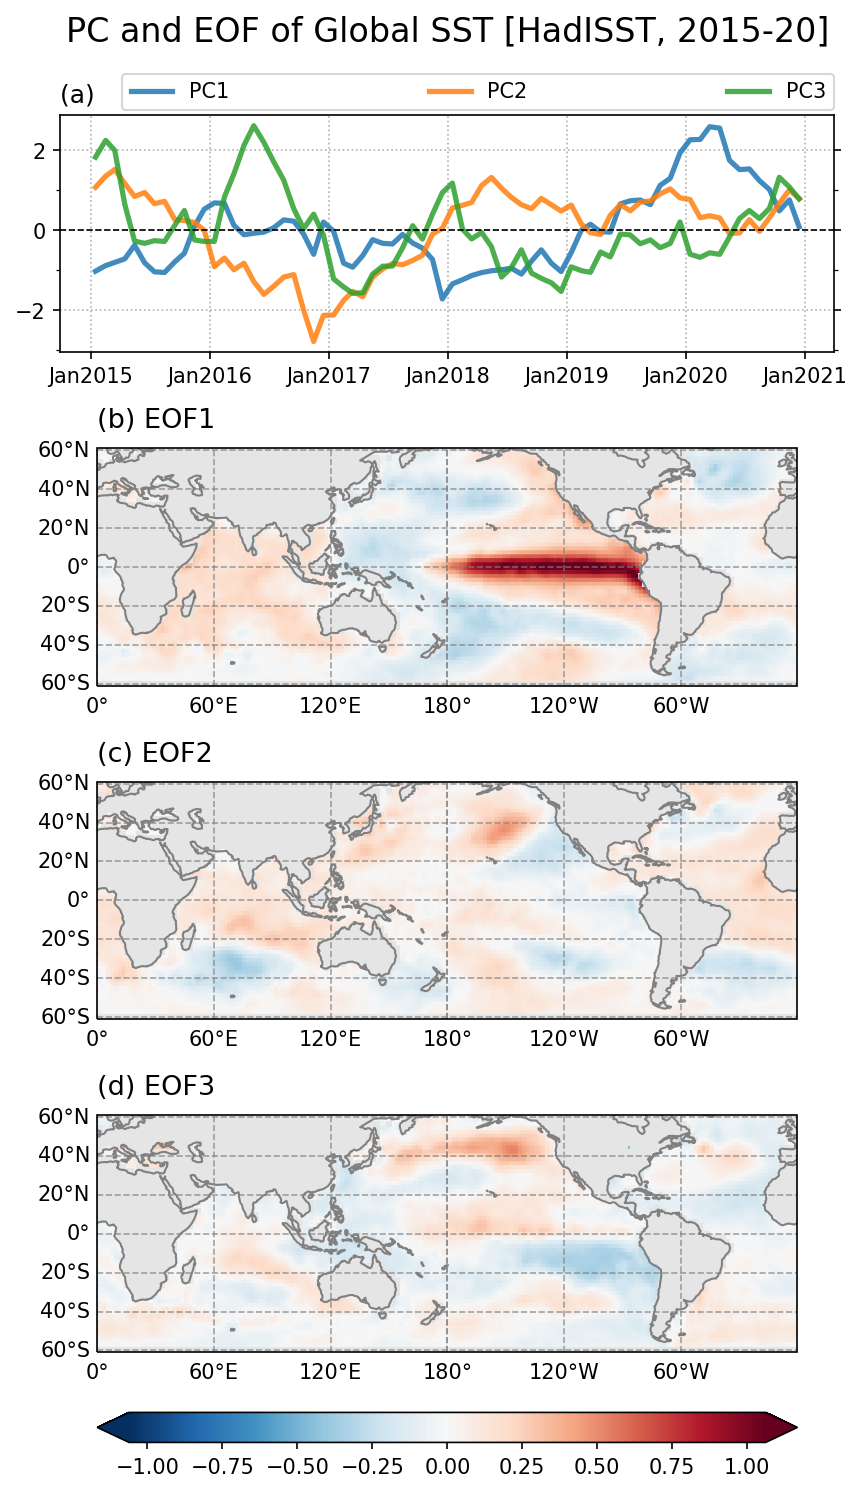 PC and EOF of Global SST [HadISST, 2015-20]
(a)
PC1 PC2 PC3
2
0
−2
Jan2015 Jan2016 Jan2017 Jan2018 Jan2019 Jan2020 Jan2021
(b) EOF1
60°N
40°N
20°N
0°
20°S
40°S
60°S
0° 60°E 120°E 180° 120°W 60°W
(c) EOF2
60°N
40°N
20°N
0°
20°S
40°S
60°S
0° 60°E 120°E 180° 120°W 60°W
(d) EOF3
60°N
40°N
20°N
0°
20°S
40°S
60°S
0° 60°E 120°E 180° 120°W 60°W
−1.00 −0.75 −0.50 −0.25 0.00 0.25 0.50 0.75 1.00